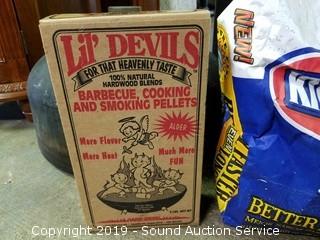 LIL' DEVILS
FOR THAT HEAVENLY TASTE
100% NATURAL
HARDWOOD BLENDS
BARBECUE, COOKING
AND SMOKING PELLETS
ALDER
More Flavor
More Heat
Much More
FUN
NEW!
KI
BETTER
Copyright 2019 - Sound Auction Service